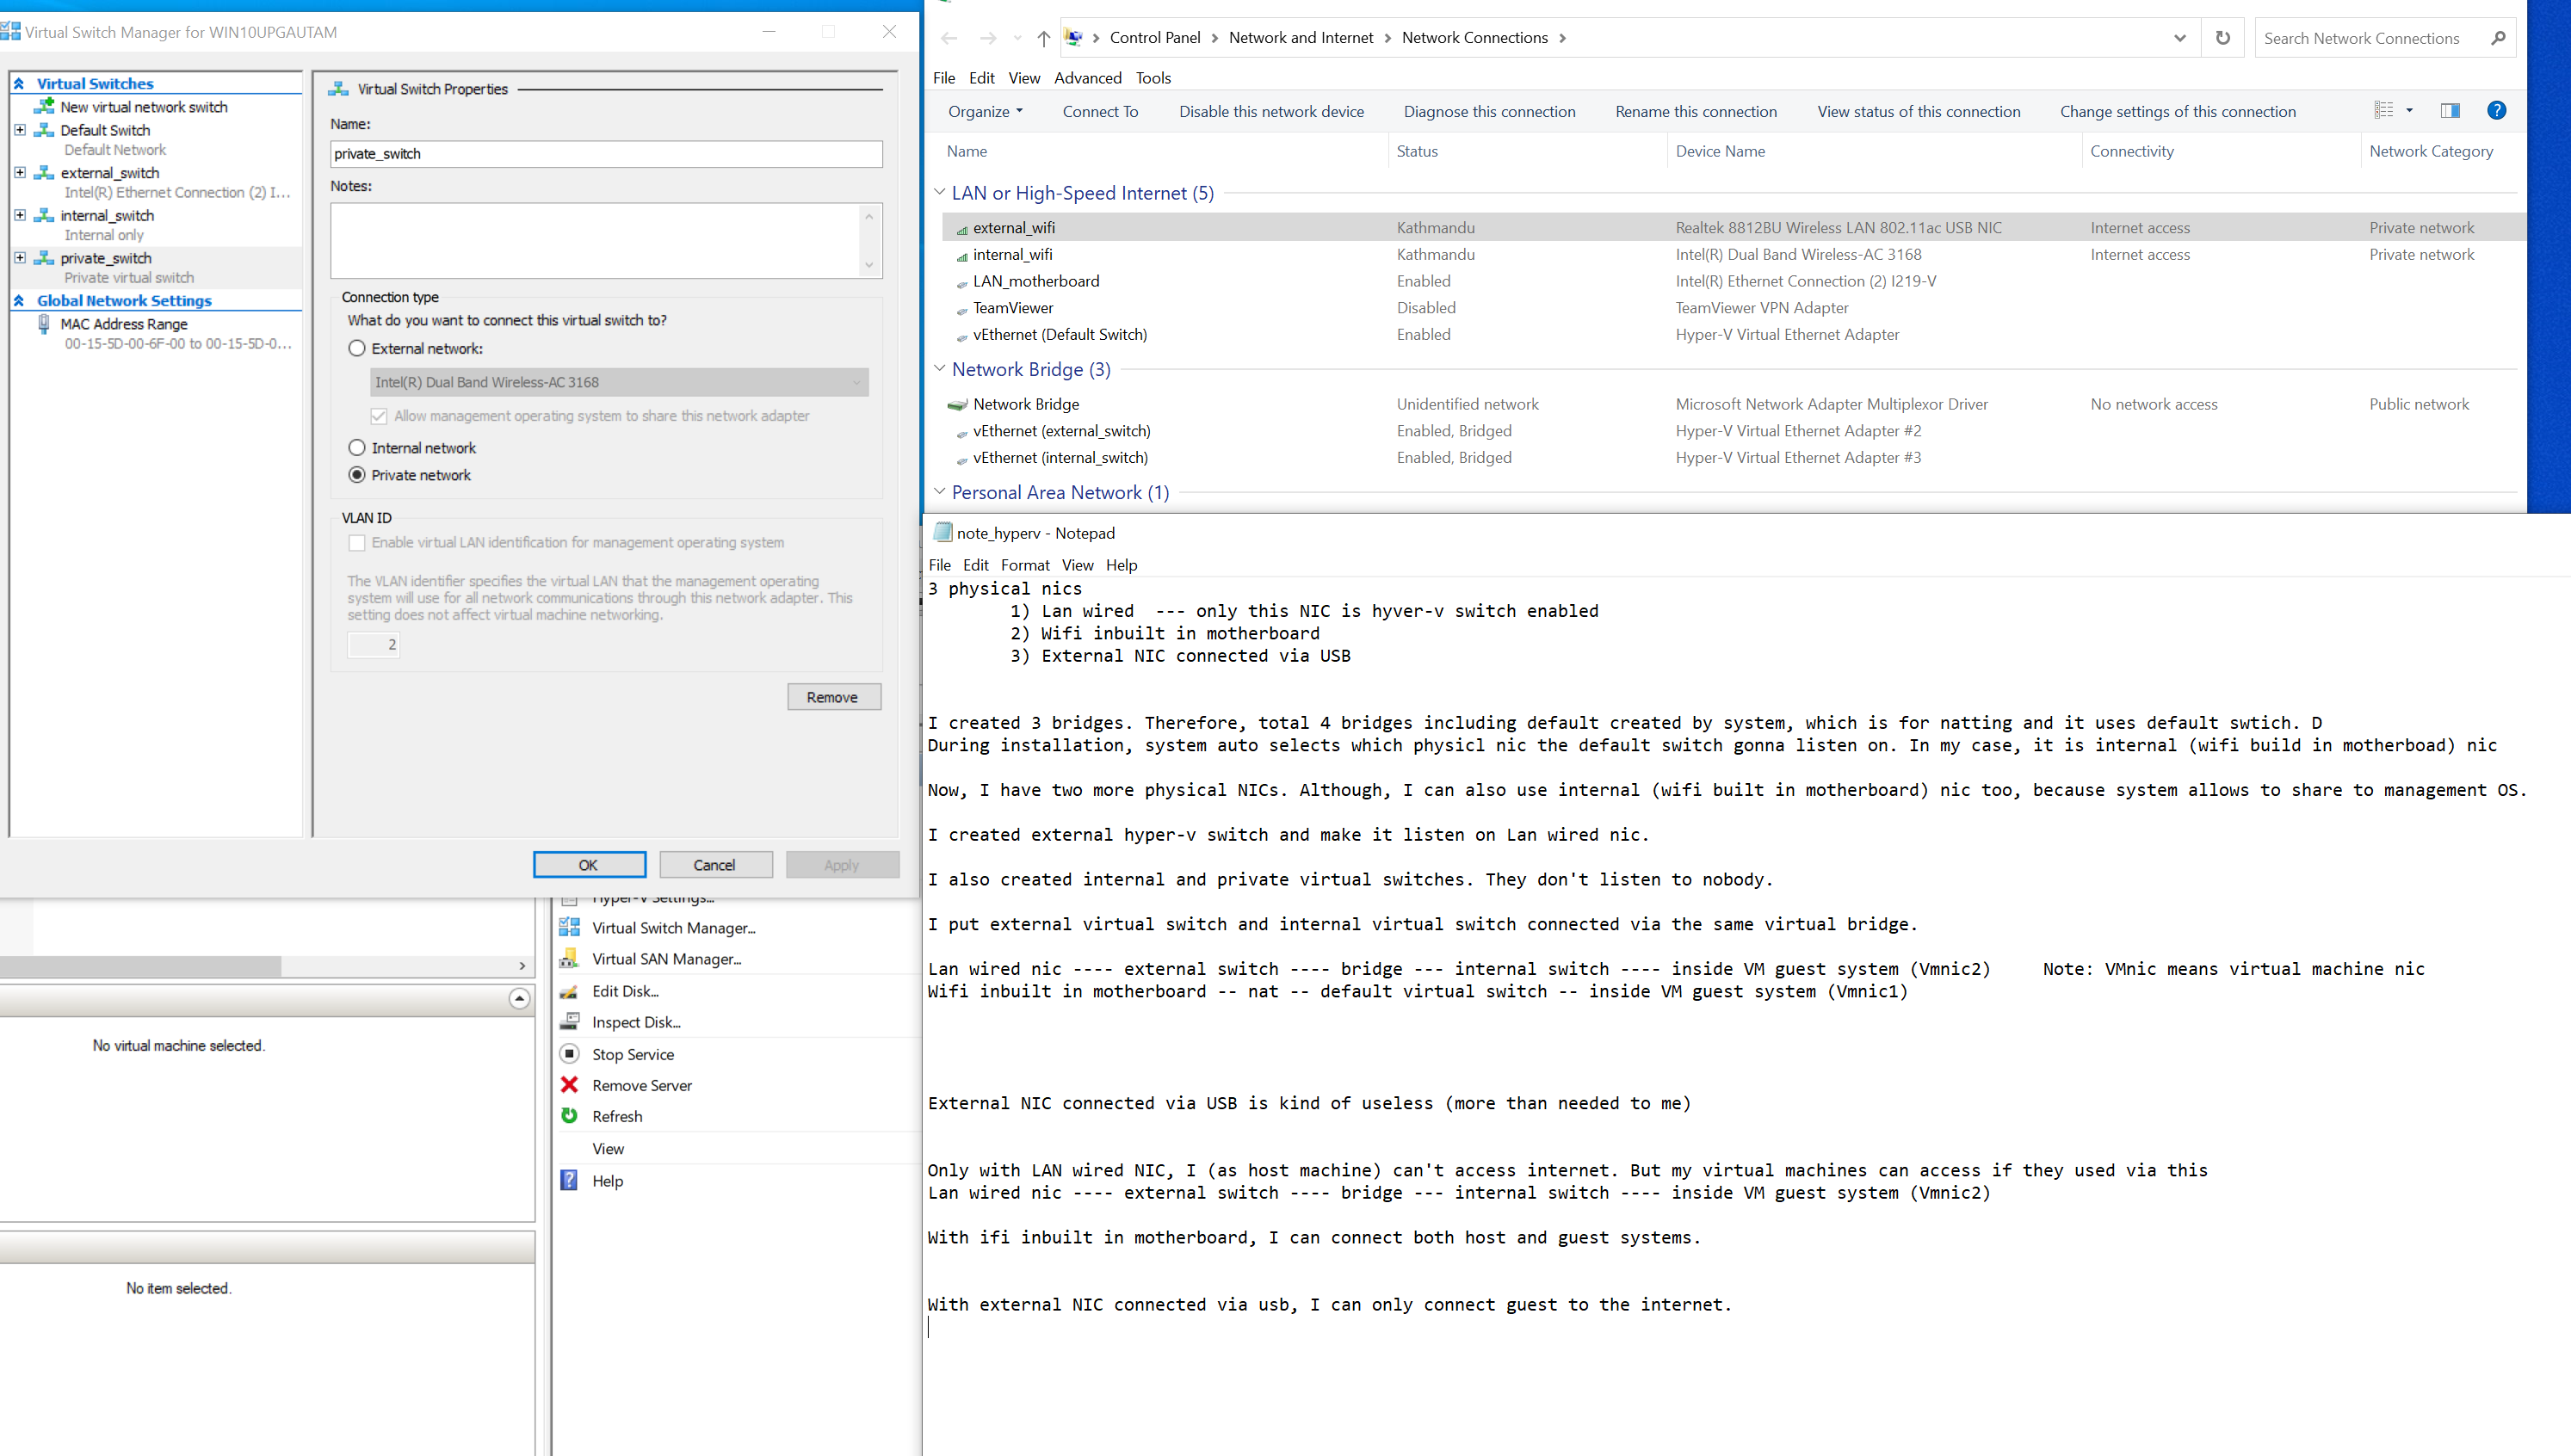 Virtual Switch Manager for WIN10UPGAUTAM
Virtual Switches
New virtual network switch
Default Switch
Default Network
external_switch
Intel(R) Ethernet Connection (2) I...
internal_switch
Internal only
private_switch
Private virtual switch
Global Network Settings
MAC Address Range
00-15-5D-00-6F-00 to 00-15-5D-0...
Virtual Switch Properties
Name:
private_switch
Notes:
Connection type
What do you want to connect this virtual switch to?
External network:
Intel(R) Dual Band Wireless-AC 3168
Allow management operating system to share this network adapter
Internal network
Private network
VLAN ID
Enable virtual LAN identification for management operating system
The VLAN identifier specifies the virtual LAN that the management operating
system will use for all network communications through this network adapter. This
setting does not affect virtual machine networking.
2
Remove
OK Cancel Apply
Hyper-V Settings...
Virtual Switch Manager...
Virtual SAN Manager...
Edit Disk...
Inspect Disk...
Stop Service
Remove Server
Refresh
View
Help
No virtual machine selected.
No item selected.
Control Panel > Network and Internet > Network Connections >
Search Network Connections
File Edit View Advanced Tools
Organize Connect To Disable this network device Diagnose this connection Rename this connection View status of this connection Change settings of this connection
Name Status Device Name Connectivity Network Category
LAN or High-Speed Internet (5)
external_wifi Kathmandu Realtek 8812BU Wireless LAN 802.11ac USB NIC Internet access Private network
internal_wifi Kathmandu Intel(R) Dual Band Wireless-AC 3168 Internet access Private network
LAN_motherboard Enabled Intel(R) Ethernet Connection (2) I219-V
TeamViewer Disabled TeamViewer VPN Adapter
vEthernet (Default Switch) Enabled Hyper-V Virtual Ethernet Adapter
Network Bridge (3)
Network Bridge Unidentified network Microsoft Network Adapter Multiplexor Driver No network access Public network
vEthernet (external_switch) Enabled, Bridged Hyper-V Virtual Ethernet Adapter #2
vEthernet (internal_switch) Enabled, Bridged Hyper-V Virtual Ethernet Adapter #3
Personal Area Network (1)
note_hyperv - Notepad
File Edit Format View Help
3 physical nics
1) Lan wired --- only this NIC is hyver-v switch enabled
2) Wifi inbuilt in motherboard
3) External NIC connected via USB
I created 3 bridges. Therefore, total 4 bridges including default created by system, which is for natting and it uses default swtich. D
During installation, system auto selects which physicl nic the default switch gonna listen on. In my case, it is internal (wifi build in motherboad) nic
Now, I have two more physical NICs. Although, I can also use internal (wifi built in motherboard) nic too, because system allows to share to management OS.
I created external hyper-v switch and make it listen on Lan wired nic.
I also created internal and private virtual switches. They don't listen to nobody.
I put external virtual switch and internal virtual switch connected via the same virtual bridge.
Lan wired nic ---- external switch ---- bridge --- internal switch ---- inside VM guest system (Vmnic2) Note: VMnic means virtual machine nic
Wifi inbuilt in motherboard -- nat -- default virtual switch -- inside VM guest system (Vmnic1)
External NIC connected via USB is kind of useless (more than needed to me)
Only with LAN wired NIC, I (as host machine) can't access internet. But my virtual machines can access if they used via this
Lan wired nic ---- external switch ---- bridge --- internal switch ---- inside VM guest system (Vmnic2)
With ifi inbuilt in motherboard, I can connect both host and guest systems.
With external NIC connected via usb, I can only connect guest to the internet.